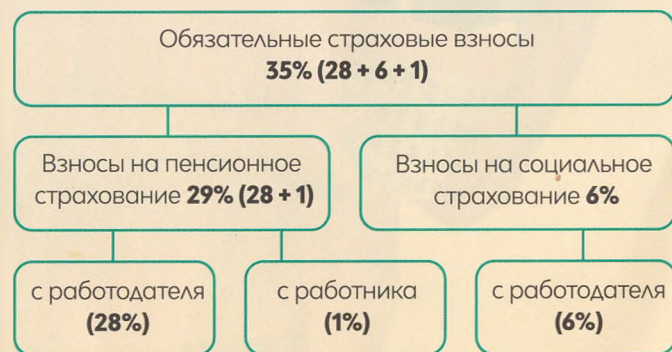 Обязательные страховые взносы
35% (28 + 6 + 1)
Взносы на пенсионное
страхование 29% (28 + 1)
Взносы на социальное
страхование 6%
с работодателя
(28%)
с работника
(1%)
с работодателя
(6%)